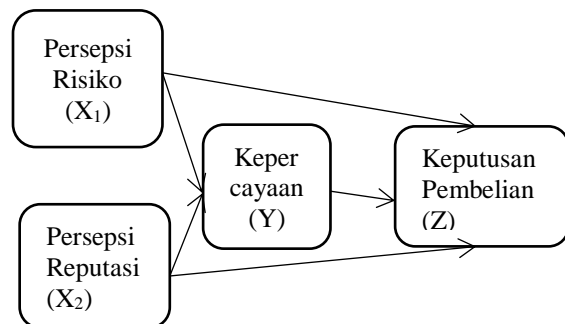 Persepsi
Risiko
(X₁)
Keper
cayaan
(Y)
Keputusan
Pembelian
(Z)
Persepsi
Reputasi
(X₂)